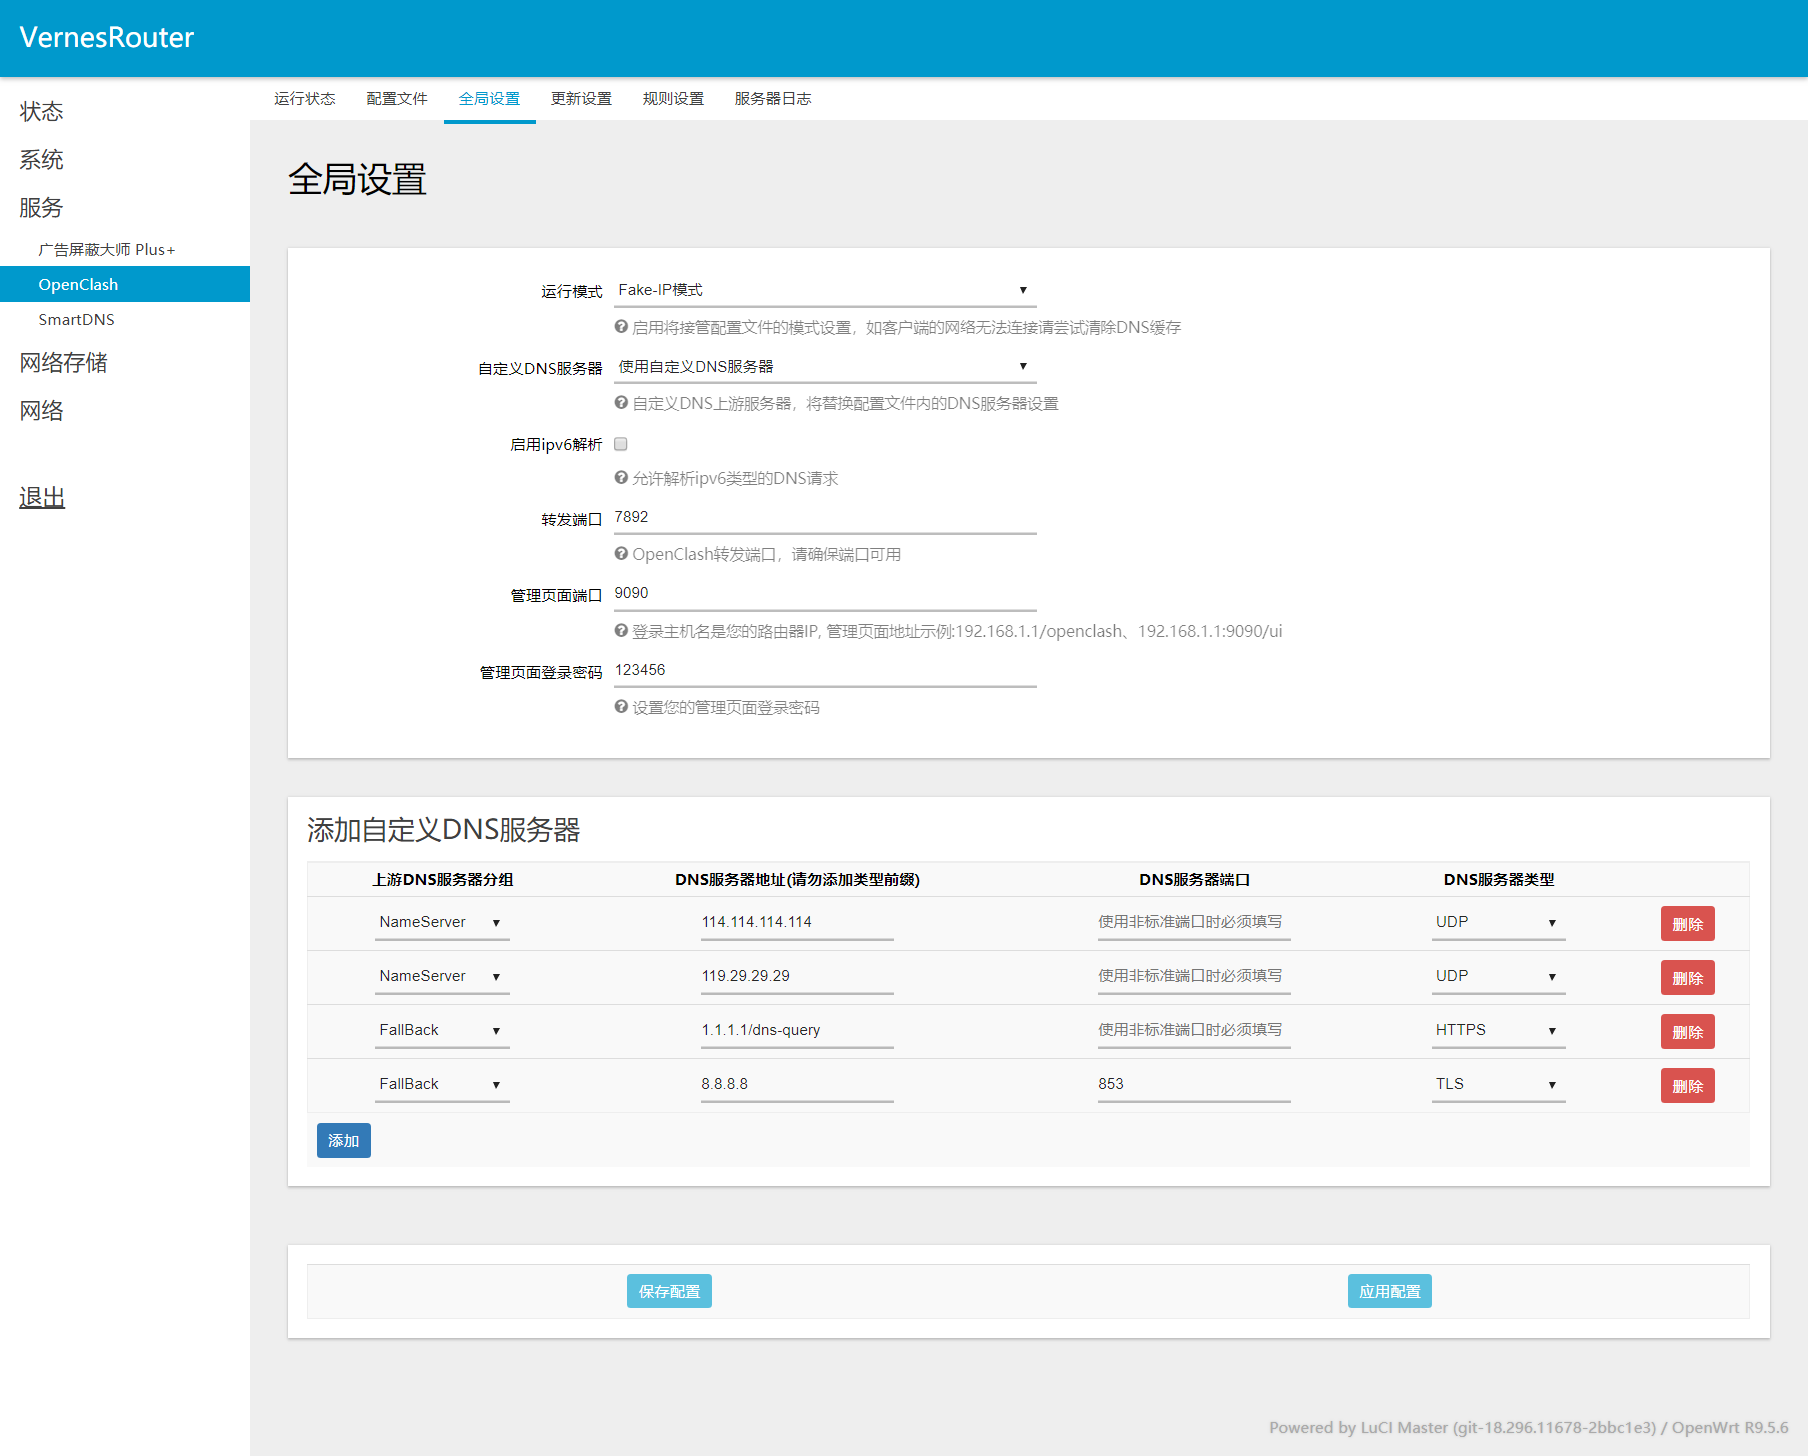 VernesRouter
状态
系统
服务
广告屏蔽大师 Plus+
OpenClash
SmartDNS
网络存储
网络
退出
运行状态 配置文件 全局设置 更新设置 规则设置 服务器日志
全局设置
运行模式 Fake-IP模式
启用将接管配置文件的模式设置，如客户端的网络无法连接请尝试清除DNS缓存
自定义DNS服务器 使用自定义DNS服务器
自定义DNS上游服务器，将替换配置文件内的DNS服务器设置
启用ipv6解析
允许解析ipv6类型的DNS请求
转发端口 7892
OpenClash转发端口，请确保端口可用
管理页面端口 9090
登录主机名是您的路由器IP, 管理页面地址示例:192.168.1.1/openclash、192.168.1.1:9090/ui
管理页面登录密码 123456
设置您的管理页面登录密码
添加自定义DNS服务器
上游DNS服务器分组 DNS服务器地址(请勿添加类型前缀) DNS服务器端口 DNS服务器类型
NameServer 114.114.114.114 使用非标准端口时必须填写 UDP 删除
NameServer 119.29.29.29 使用非标准端口时必须填写 UDP 删除
FallBack 1.1.1.1/dns-query 使用非标准端口时必须填写 HTTPS 删除
FallBack 8.8.8.8 853 TLS 删除
添加
保存配置 应用配置
Powered by LuCI Master (git-18.296.11678-2bbc1e3) / OpenWrt R9.5.6